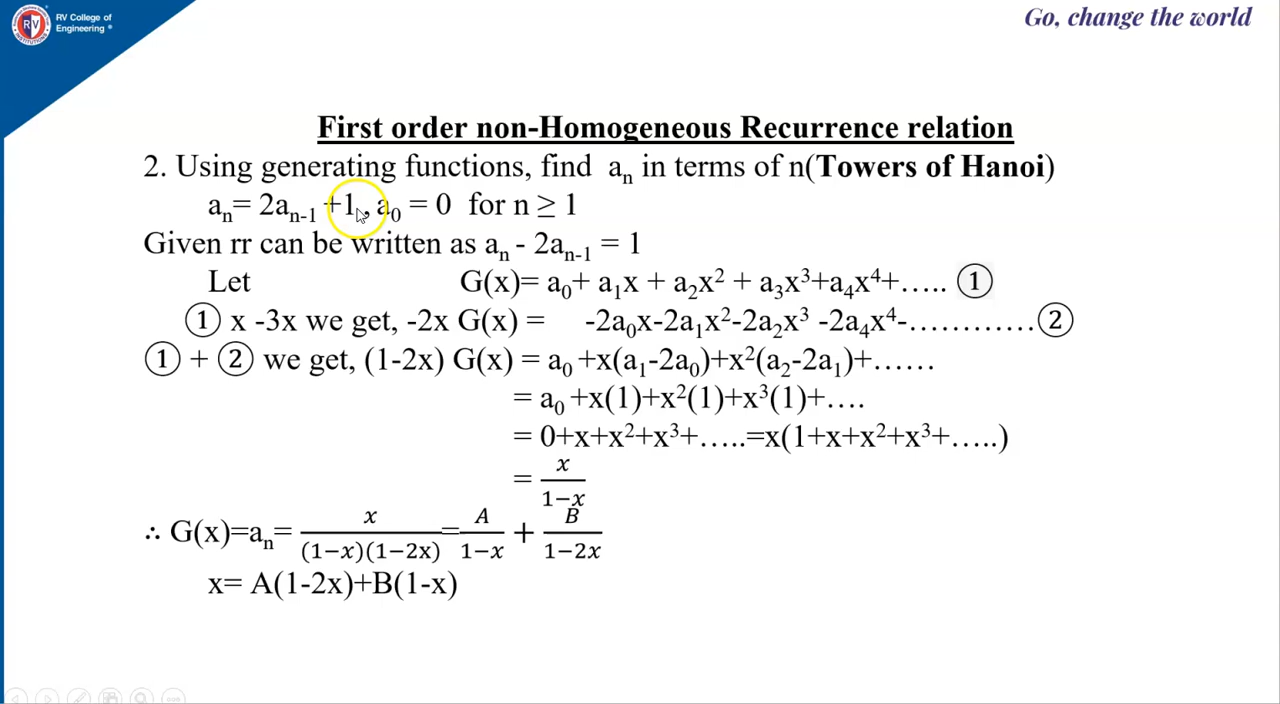 RV College of
Engineering ®
Go, change the world
First order non-Homogeneous Recurrence relation
2. Using generating functions, find aₙ in terms of n(Towers of Hanoi)
aₙ= 2aₙ₋₁ +1, a₀ = 0 for n ≥ 1
Given rr can be written as aₙ - 2aₙ₋₁ = 1
Let G(x)= a₀+ a₁x + a₂x² + a₃x³+a₄x⁴+….. ①
① x -3x we get, -2x G(x) = -2a₀x-2a₁x²-2a₂x³ -2a₄x⁴-…………②
① + ② we get, (1-2x) G(x) = a₀ +x(a₁-2a₀)+x²(a₂-2a₁)+……
= a₀ +x(1)+x²(1)+x³(1)+….
= 0+x+x²+x³+…..=x(1+x+x²+x³+…..)
= x/(1−x)
∴ G(x)=aₙ= x/((1−x)(1−2x)) = A/(1−x) + B/(1−2x)
x= A(1-2x)+B(1-x)